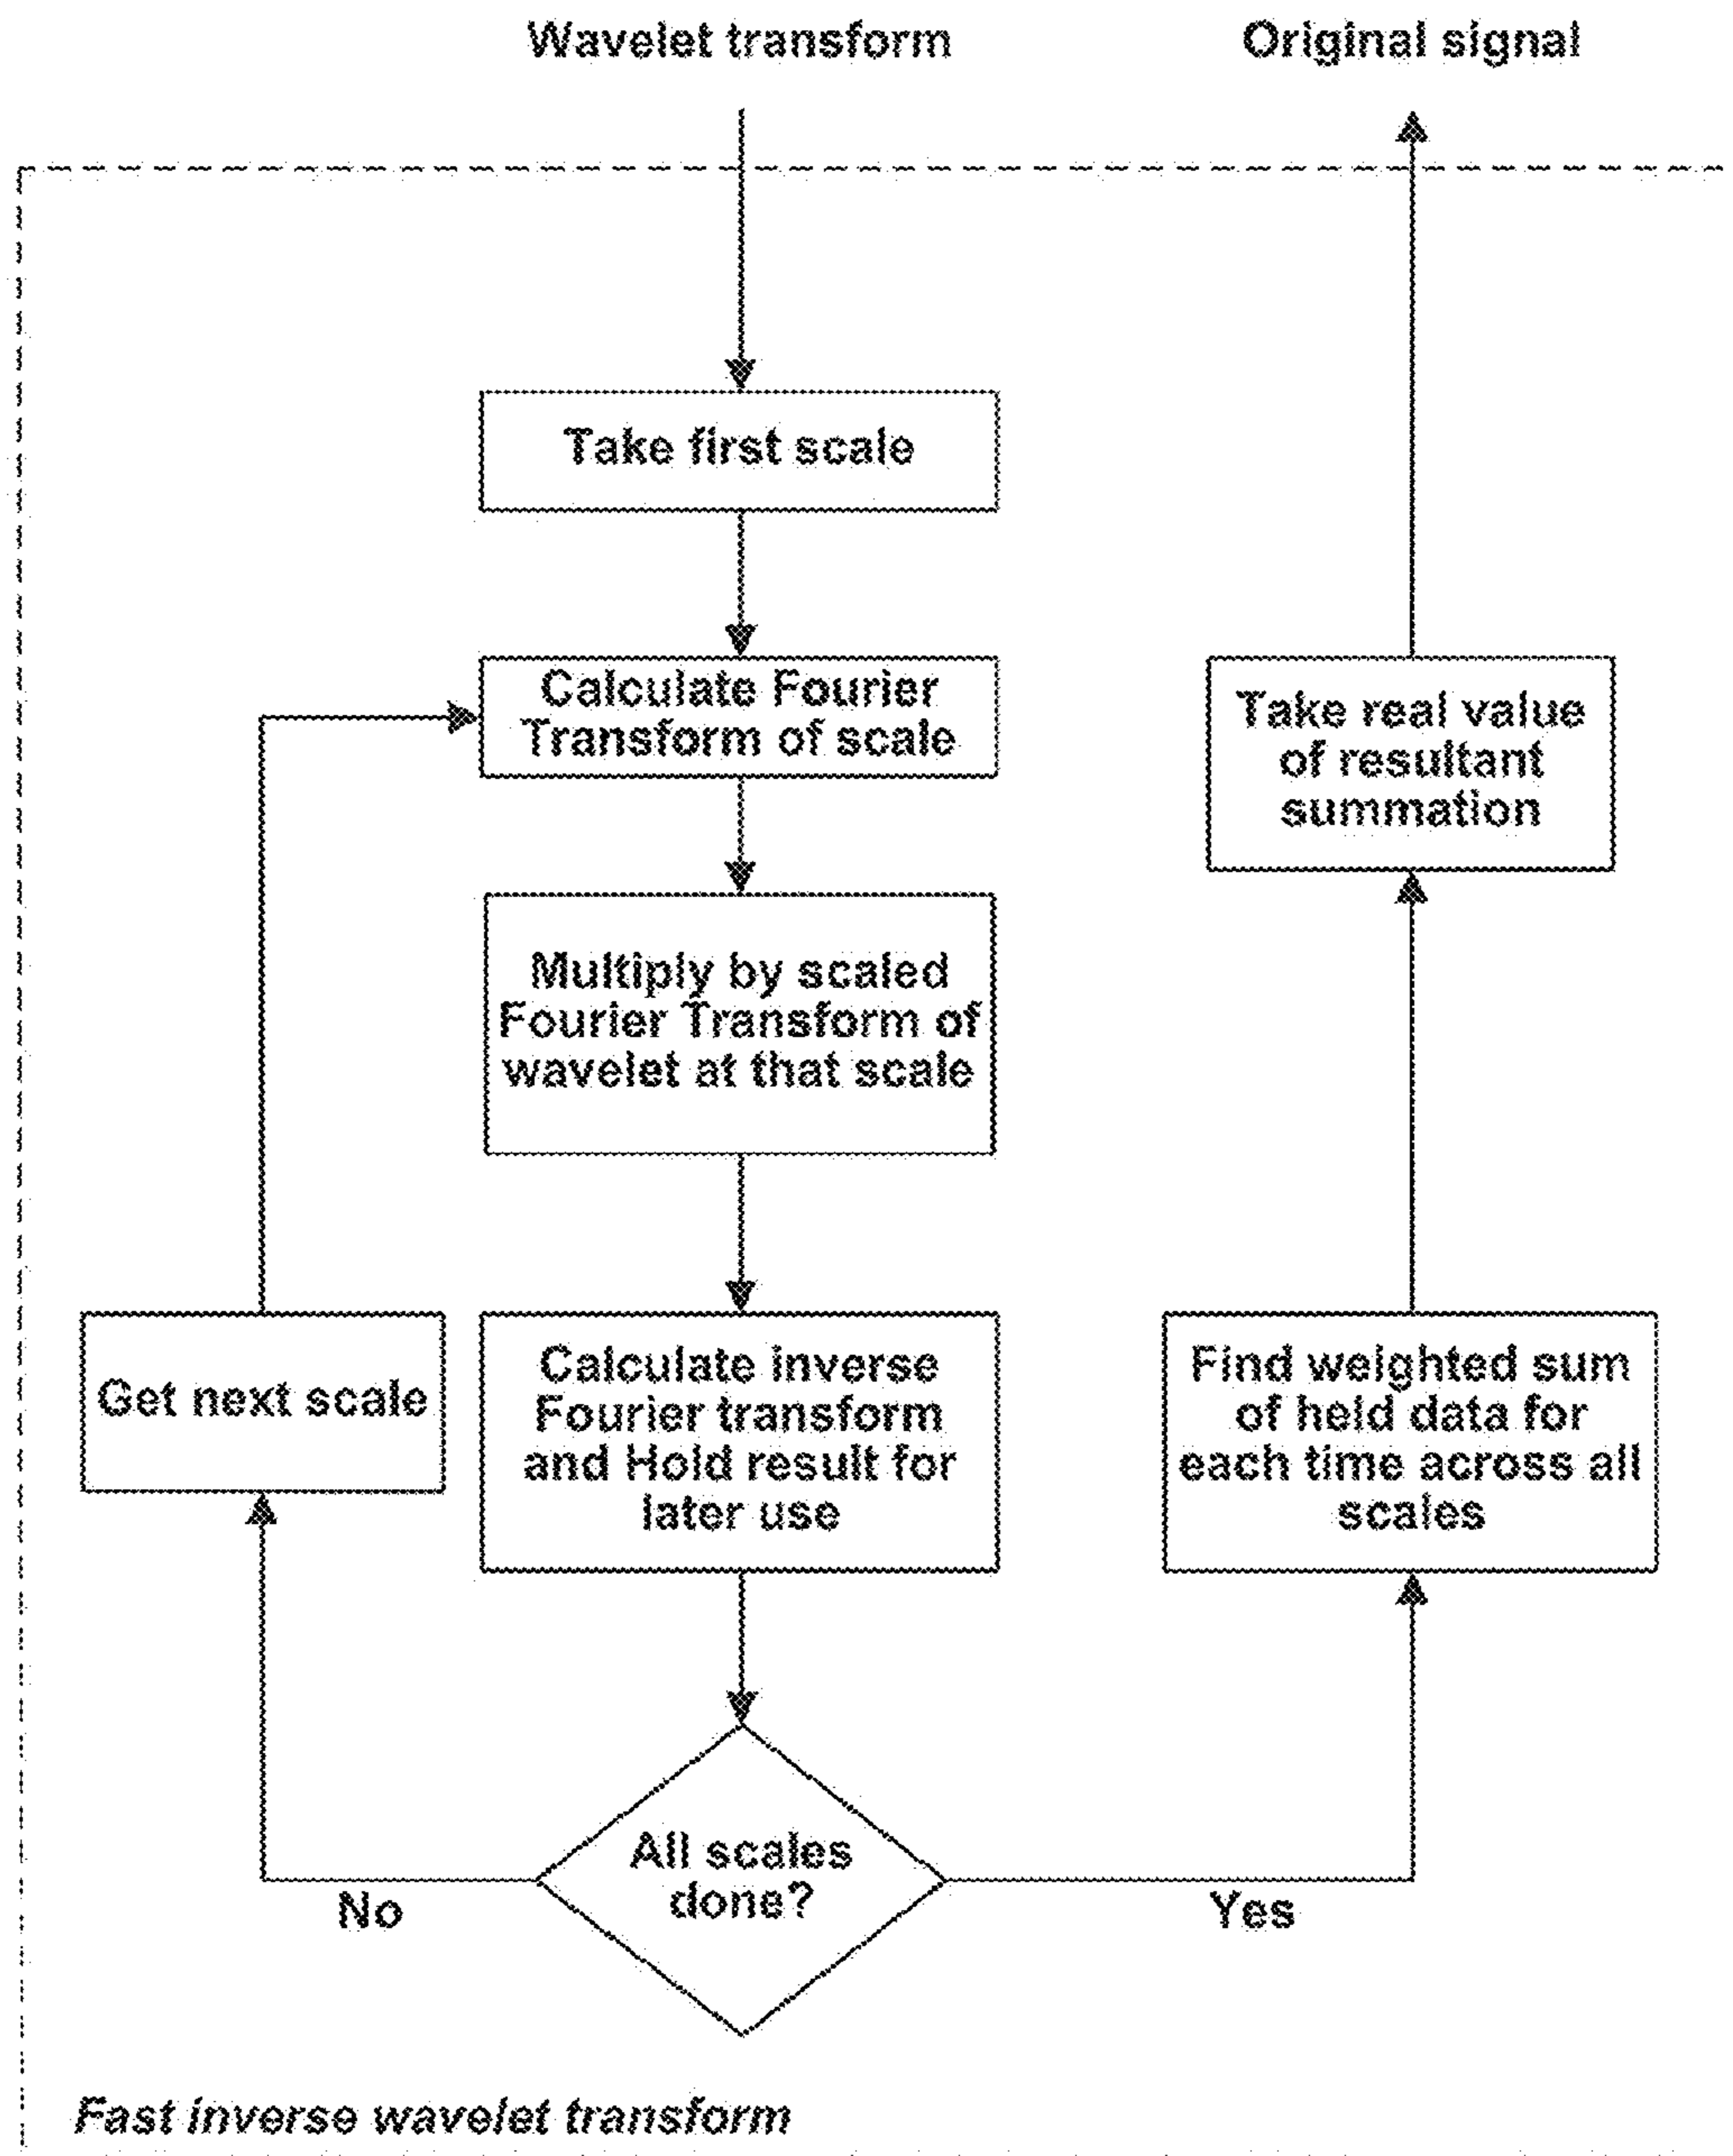 Wavelet transform
Original signal
Take first scale
Calculate Fourier
Transform of scale
Take real value
of resultant
summation
Multiply by scaled
Fourier Transform of
wavelet at that scale
Get next scale
Calculate inverse
Fourier transform
and Hold result for
later use
Find weighted sum
of held data for
each time across all
scales
All scales
done?
No
Yes
Fast inverse wavelet transform